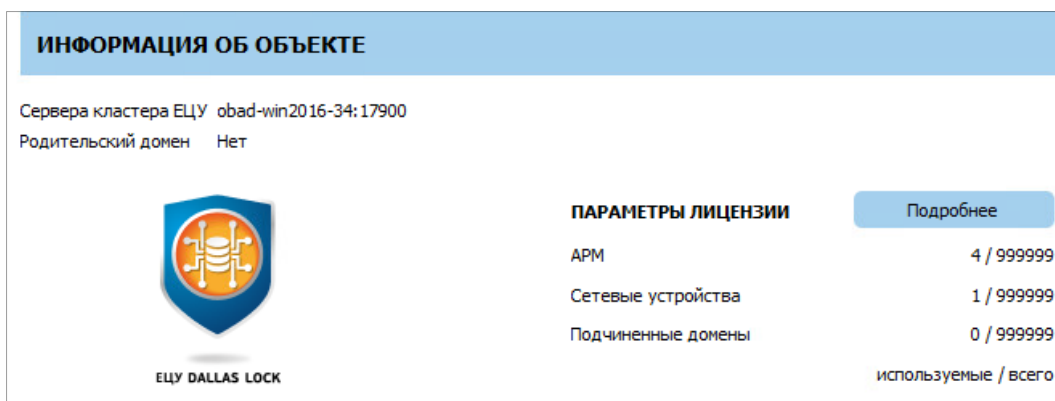 ИНФОРМАЦИЯ ОБ ОБЪЕКТЕ
Сервера кластера ЕЦУ obad-win2016-34:17900
Родительский домен Нет
ПАРАМЕТРЫ ЛИЦЕНЗИИ Подробнее
АРМ 4 / 999999
Сетевые устройства 1 / 999999
Подчиненные домены 0 / 999999
используемые / всего
ЕЦУ DALLAS LOCK